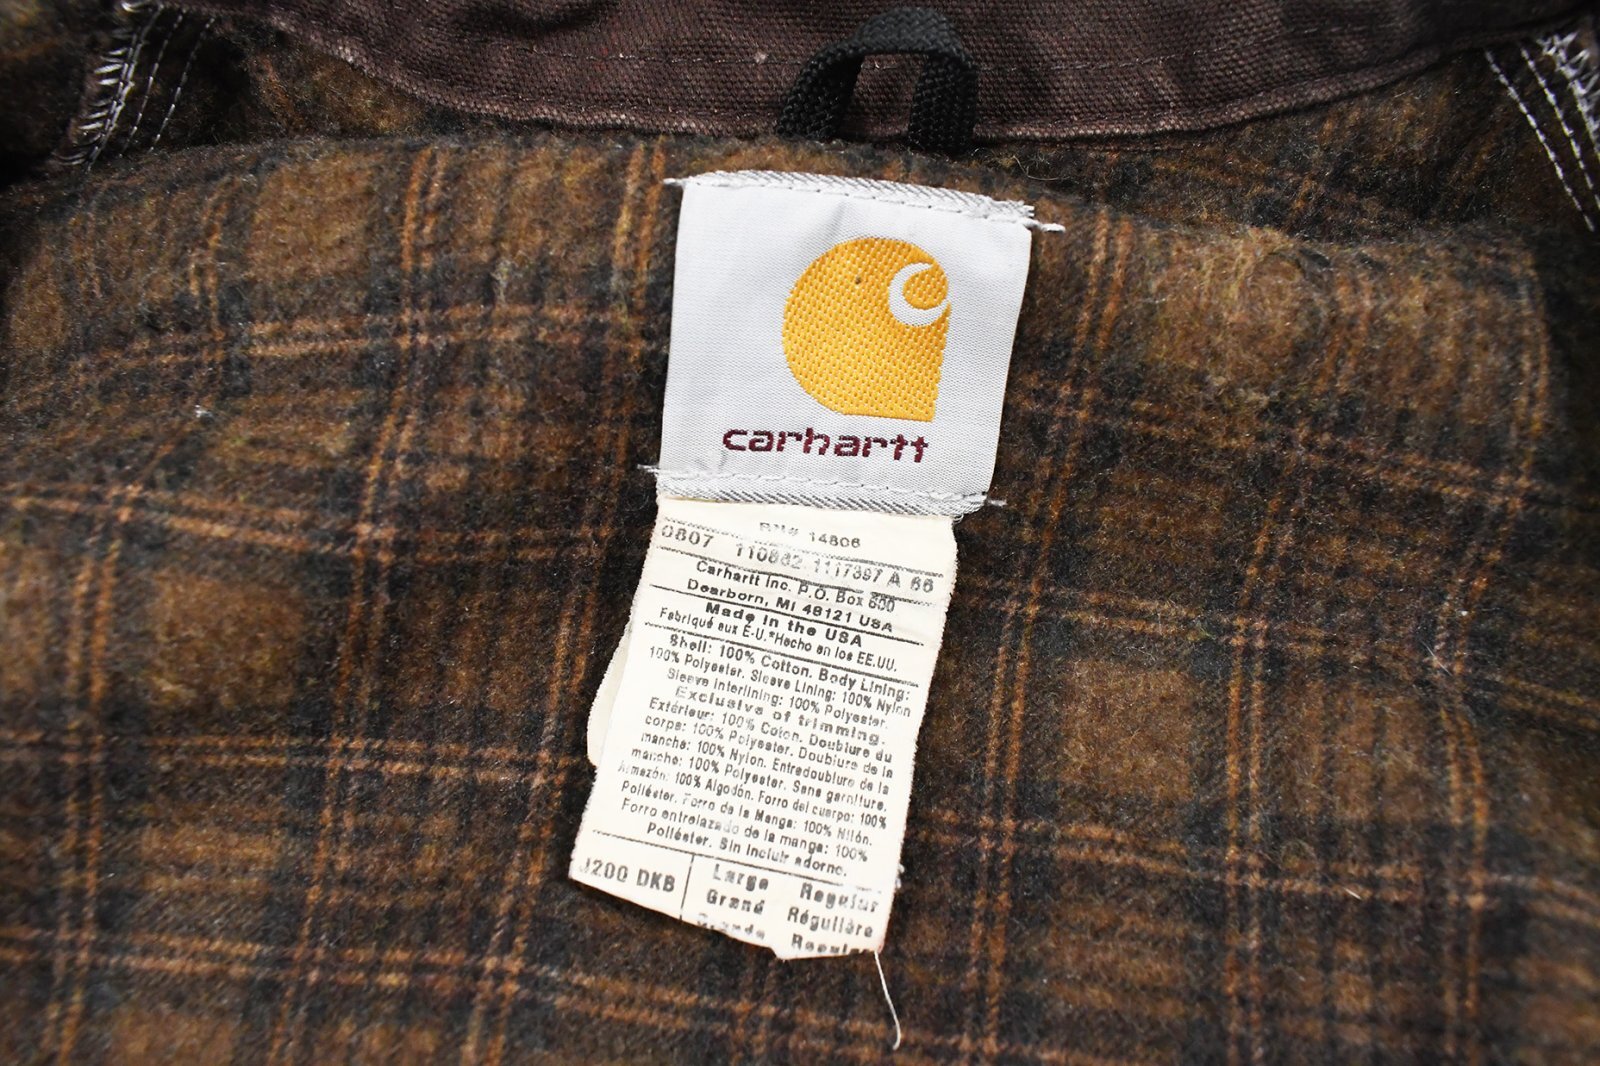 carhartt
RN# 14806
0807 110882 1117397 A 66
Carhartt Inc. P.O. Box 600
Dearborn, MI 48121 USA
Made in the USA
Fabriqué aux E-U.*Hecho en los EE.UU.
Shell: 100% Cotton. Body Lining:
100% Polyester. Sleeve Lining: 100% Nylon
Sleeve Interlining: 100% Polyester.
Exclusive of trimming.
Extérieur: 100% Coton. Doublure du
corps: 100% Polyester. Doublure de la
manche: 100% Nylon. Entredoublure de la
manche: 100% Polyester. Sans garniture.
Armazón: 100% Algodón. Forro del cuerpo: 100%
Poliéster. Forro de la Manga: 100% Nilón.
Forro entrelazado de la manga: 100%
Poliéster. Sin incluir adorno.
J200 DKB
Large Regular
Grand Régulière